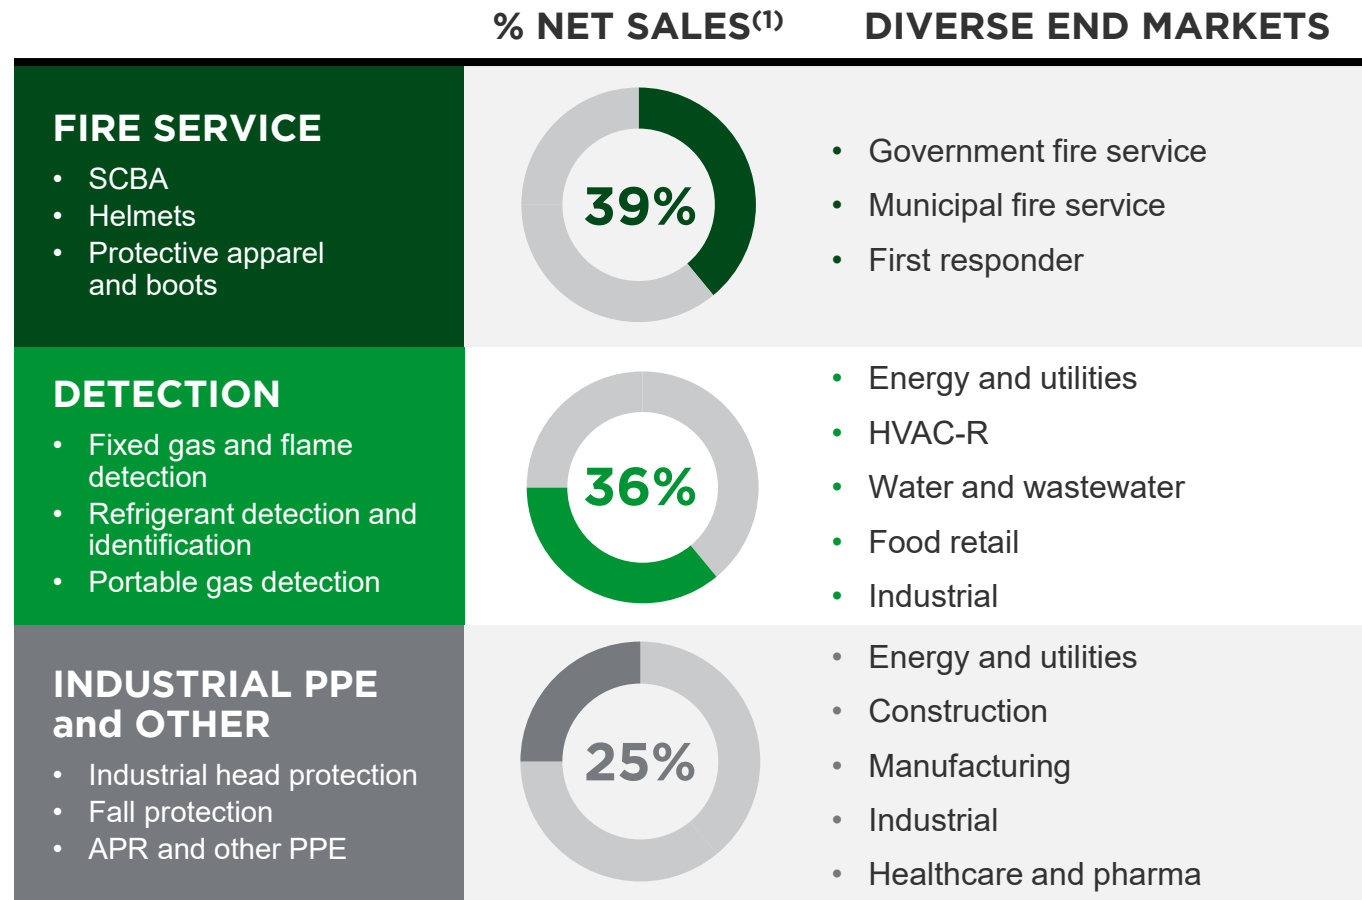 % NET SALES(1)
DIVERSE END MARKETS
FIRE SERVICE
• SCBA
• Helmets
• Protective apparel
and boots
39%
• Government fire service
• Municipal fire service
• First responder
DETECTION
• Fixed gas and flame
detection
• Refrigerant detection and
identification
• Portable gas detection
36%
• Energy and utilities
• HVAC-R
• Water and wastewater
• Food retail
• Industrial
INDUSTRIAL PPE
and OTHER
• Industrial head protection
• Fall protection
• APR and other PPE
25%
• Energy and utilities
• Construction
• Manufacturing
• Industrial
• Healthcare and pharma